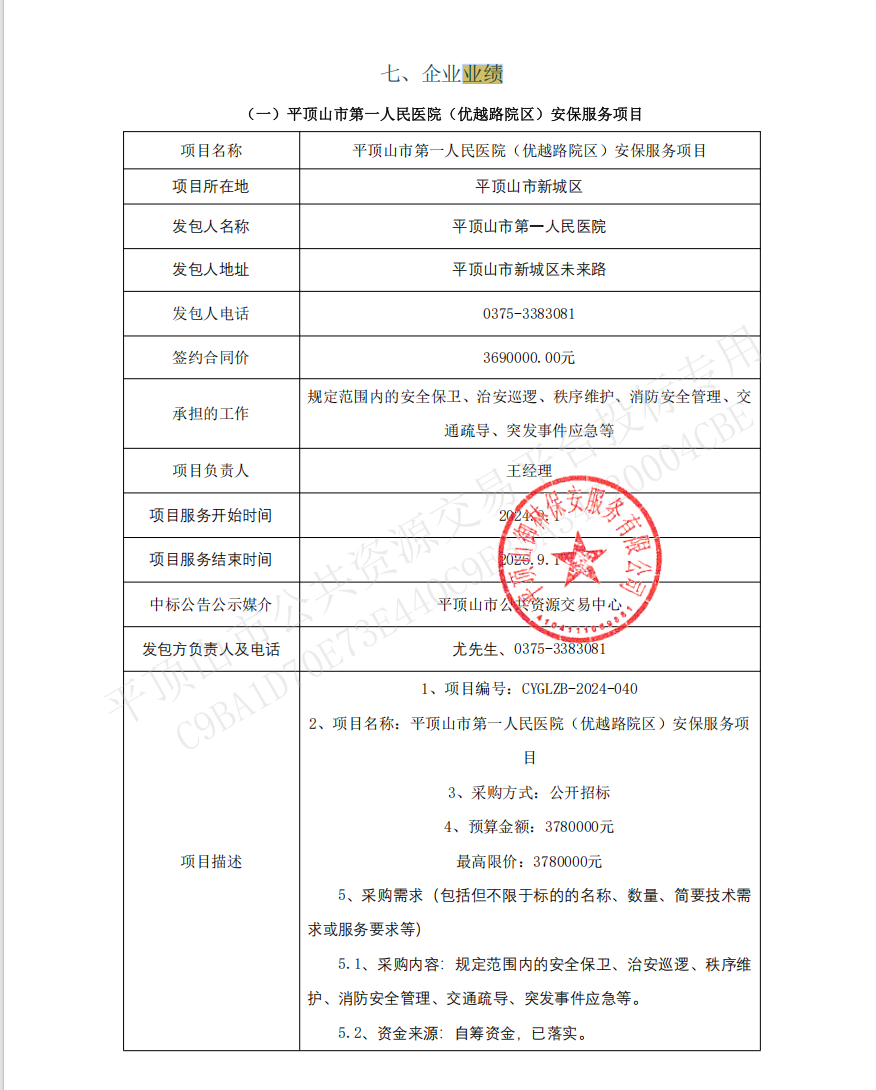 七、企业业绩
（一）平顶山市第一人民医院（优越路院区）安保服务项目
项目名称 平顶山市第一人民医院（优越路院区）安保服务项目
项目所在地 平顶山市新城区
发包人名称 平顶山市第一人民医院
发包人地址 平顶山市新城区未来路
发包人电话 0375-3383081
签约合同价 3690000.00元
承担的工作 规定范围内的安全保卫、治安巡逻、秩序维护、消防安全管理、交
通疏导、突发事件应急等
项目负责人 王经理
项目服务开始时间 2024.9.1
项目服务结束时间 2026.9.1
中标公告公示媒介 平顶山市公共资源交易中心
发包方负责人及电话 尤先生、0375-3383081
项目描述
1、项目编号：CYGLZB-2024-040
2、项目名称：平顶山市第一人民医院（优越路院区）安保服务项
目
3、采购方式：公开招标
4、预算金额：3780000元
最高限价：3780000元
5、采购需求（包括但不限于标的的名称、数量、简要技术需
求或服务要求等）
5.1、采购内容：规定范围内的安全保卫、治安巡逻、秩序维
护、消防安全管理、交通疏导、突发事件应急等。
5.2、资金来源：自筹资金，已落实。
平顶山市公共资源交易平台投标专用